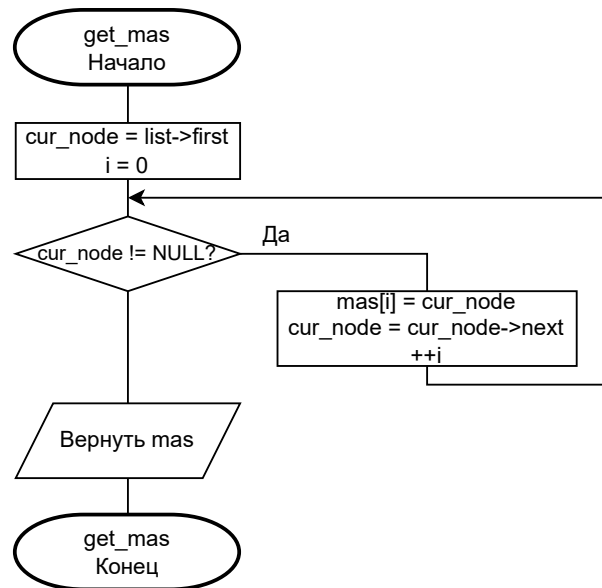 get_mas
Начало
cur_node = list->first
i = 0
cur_node != NULL?
Да
mas[i] = cur_node
cur_node = cur_node->next
++i
Вернуть mas
get_mas
Конец